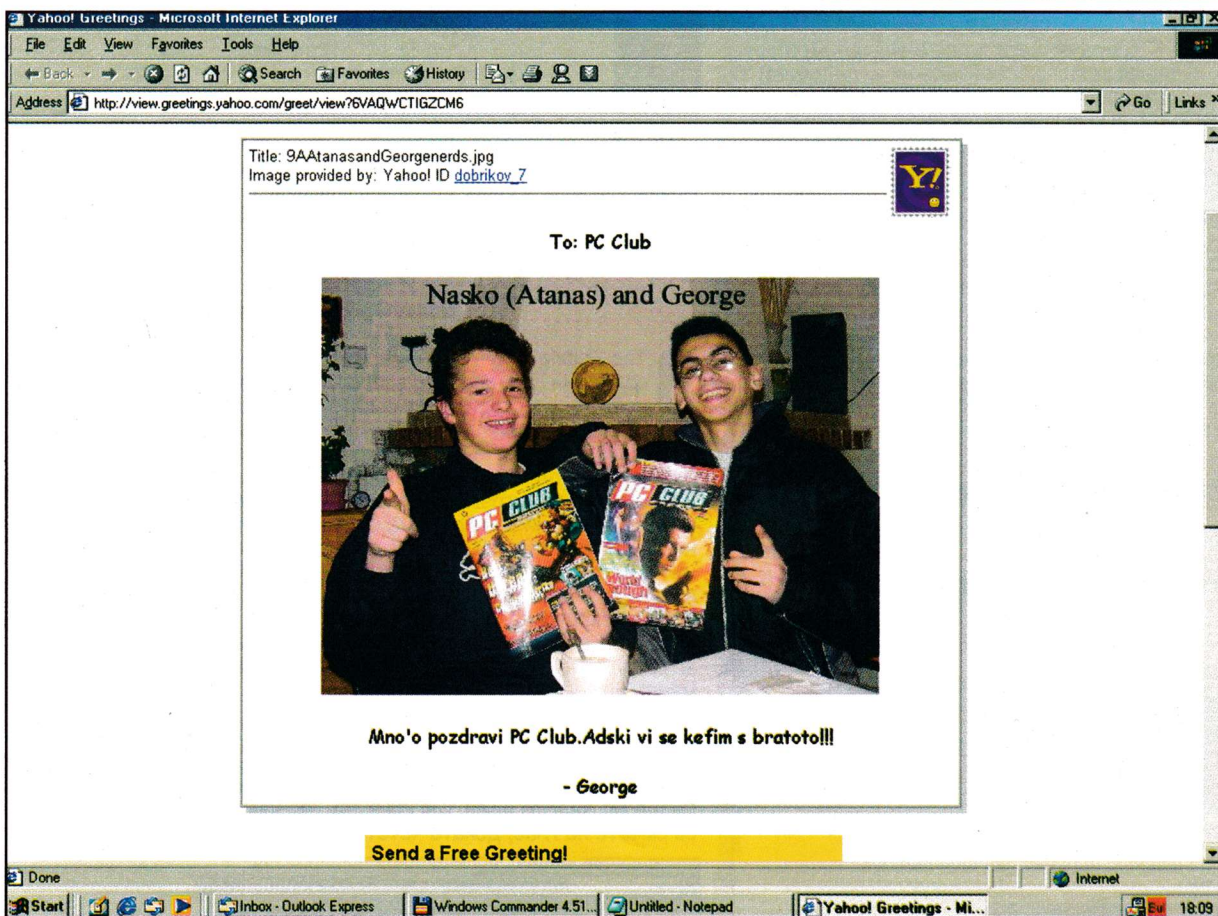 Yahoo! Greetings - Microsoft Internet Explorer
File Edit View Favorites Tools Help
Back Search Favorites History
Address http://view.greetings.yahoo.com/greet/view?6VAQWCTIGZCM6 Go Links »
Title: 9AAtanasandGeorgenerds.jpg
Image provided by: Yahoo! ID dobrikov_7
Y!
To: PC Club
Nasko (Atanas) and George
PC CLUB
PC CLUB
World
Mno'o pozdravi PC Club.Adski vi se kefim s bratoto!!!
- George
Send a Free Greeting!
Done Internet
Start Inbox - Outlook Express Windows Commander 4.51... Untitled - Notepad Yahoo! Greetings - Mi... Eu 18:09